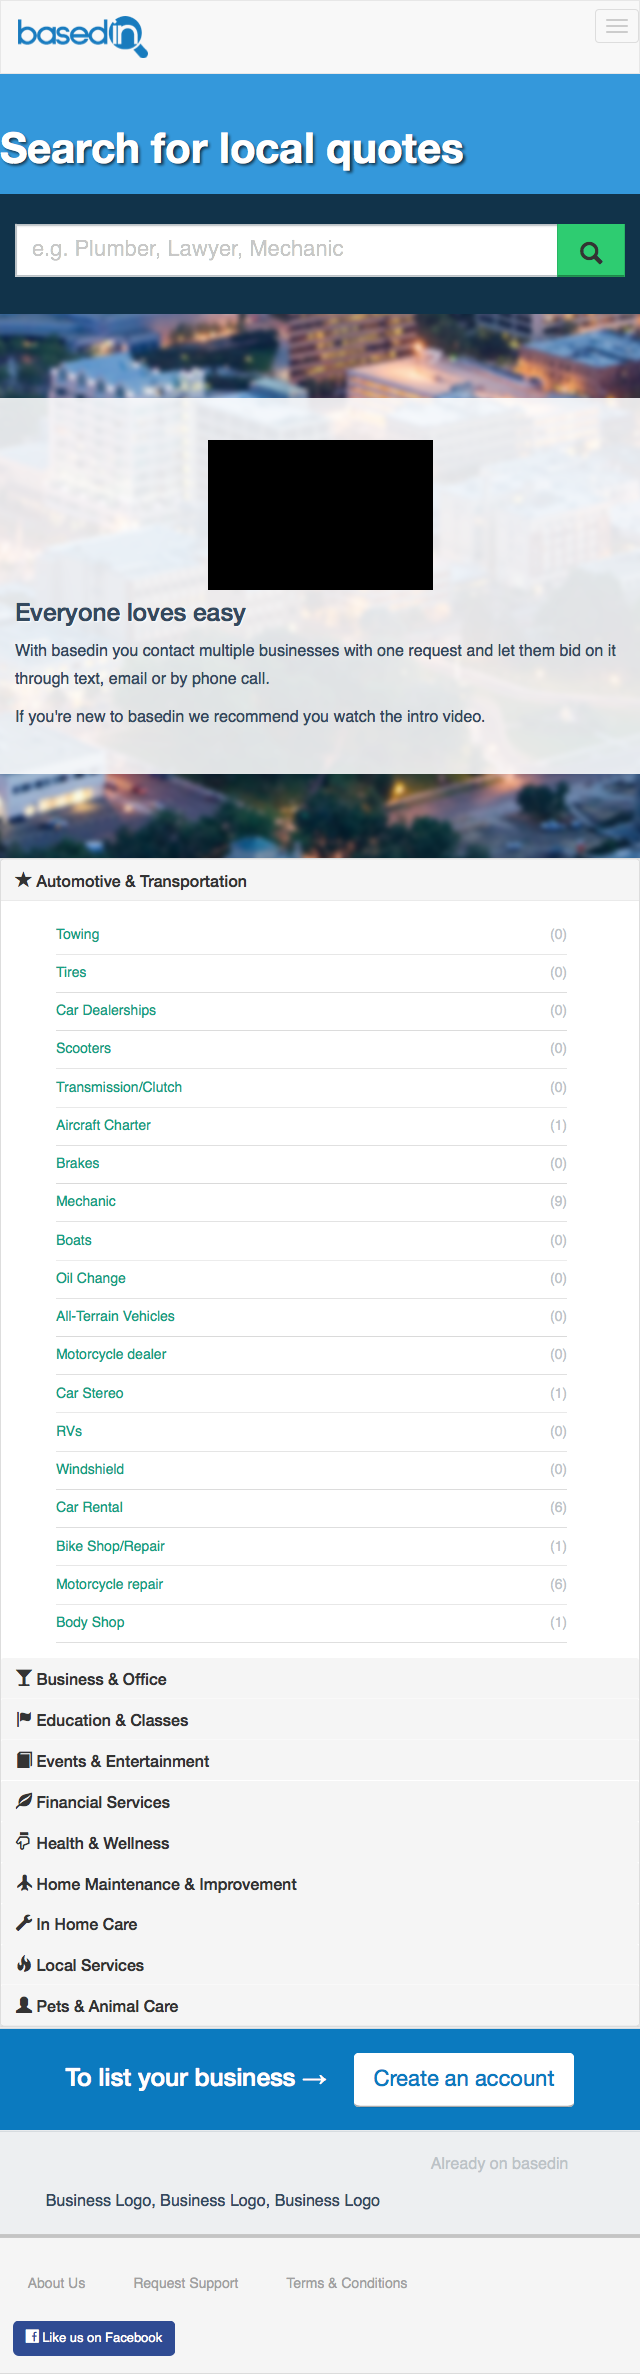 basedin
Search for local quotes
e.g. Plumber, Lawyer, Mechanic
Everyone loves easy
With basedin you contact multiple businesses with one request and let them bid on it
through text, email or by phone call.
If you're new to basedin we recommend you watch the intro video.
Automotive & Transportation
Towing (0)
Tires (0)
Car Dealerships (0)
Scooters (0)
Transmission/Clutch (0)
Aircraft Charter (1)
Brakes (0)
Mechanic (9)
Boats (0)
Oil Change (0)
All-Terrain Vehicles (0)
Motorcycle dealer (0)
Car Stereo (1)
RVs (0)
Windshield (0)
Car Rental (6)
Bike Shop/Repair (1)
Motorcycle repair (6)
Body Shop (1)
Business & Office
Education & Classes
Events & Entertainment
Financial Services
Health & Wellness
Home Maintenance & Improvement
In Home Care
Local Services
Pets & Animal Care
To list your business → Create an account
Already on basedin
Business Logo, Business Logo, Business Logo
About Us Request Support Terms & Conditions
Like us on Facebook